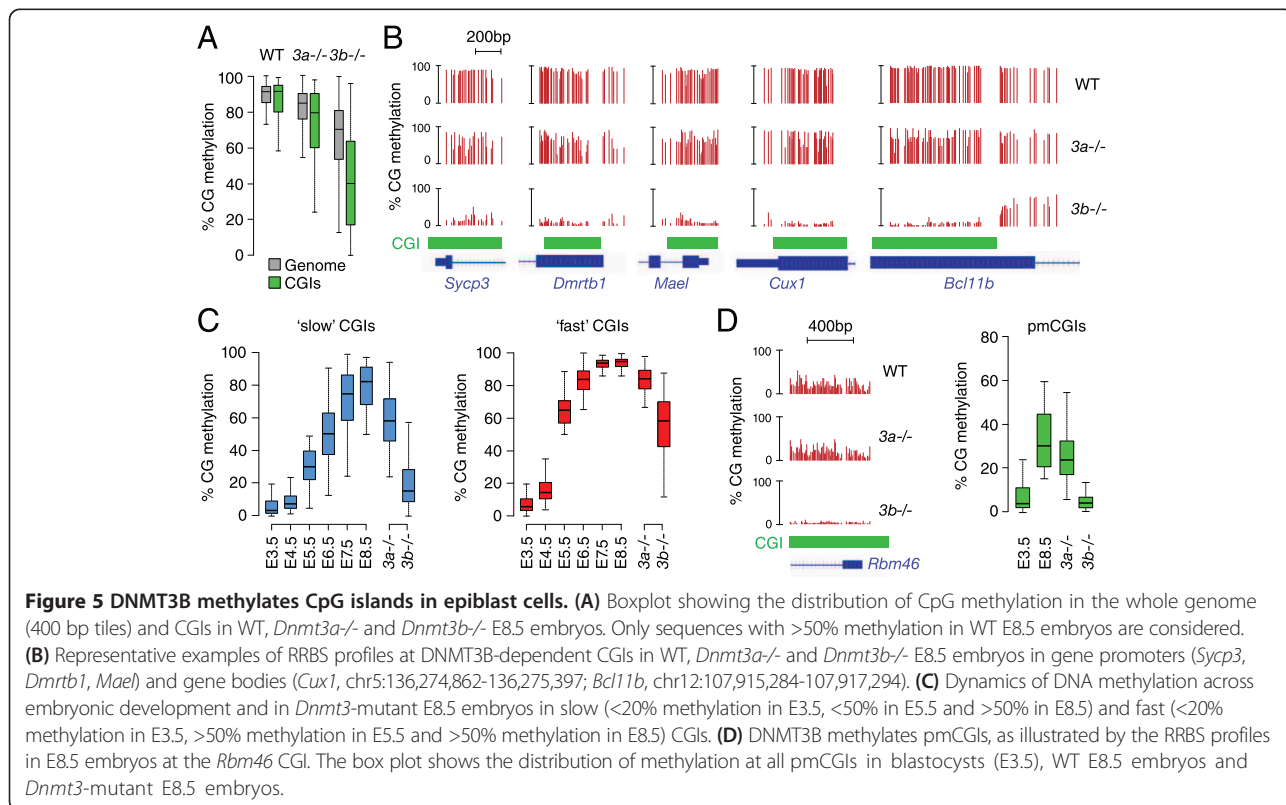 A
WT 3a-/- 3b-/-
% CG methylation
100
80
60
40
20
0
Genome
CGIs
B
200bp
% CG methylation
100
0
WT
100
0
3a-/-
100
0
3b-/-
CGI
Sycp3 Dmrtb1 Mael Cux1 Bcl11b
C
'slow' CGIs
% CG methylation
100
80
60
40
20
0
E3.5 E4.5 E5.5 E6.5 E7.5 E8.5 3a-/- 3b-/-
'fast' CGIs
% CG methylation
100
80
60
40
20
0
E3.5 E4.5 E5.5 E6.5 E7.5 E8.5 3a-/- 3b-/-
D
400bp
% CG methylation
100
0
WT
100
0
3a-/-
100
0
3b-/-
CGI
Rbm46
pmCGIs
% CG methylation
80
60
40
20
0
E3.5 E8.5 3a-/- 3b-/-
Figure 5 DNMT3B methylates CpG islands in epiblast cells. (A) Boxplot showing the distribution of CpG methylation in the whole genome
(400 bp tiles) and CGIs in WT, Dnmt3a-/- and Dnmt3b-/- E8.5 embryos. Only sequences with >50% methylation in WT E8.5 embryos are considered.
(B) Representative examples of RRBS profiles at DNMT3B-dependent CGIs in WT, Dnmt3a-/- and Dnmt3b-/- E8.5 embryos in gene promoters (Sycp3,
Dmrtb1, Mael) and gene bodies (Cux1, chr5:136,274,862-136,275,397; Bcl11b, chr12:107,915,284-107,917,294). (C) Dynamics of DNA methylation across
embryonic development and in Dnmt3-mutant E8.5 embryos in slow (<20% methylation in E3.5, <50% in E5.5 and >50% in E8.5) and fast (<20%
methylation in E3.5, >50% methylation in E5.5 and >50% methylation in E8.5) CGIs. (D) DNMT3B methylates pmCGIs, as illustrated by the RRBS profiles
in E8.5 embryos at the Rbm46 CGI. The box plot shows the distribution of methylation at all pmCGIs in blastocysts (E3.5), WT E8.5 embryos and
Dnmt3-mutant E8.5 embryos.